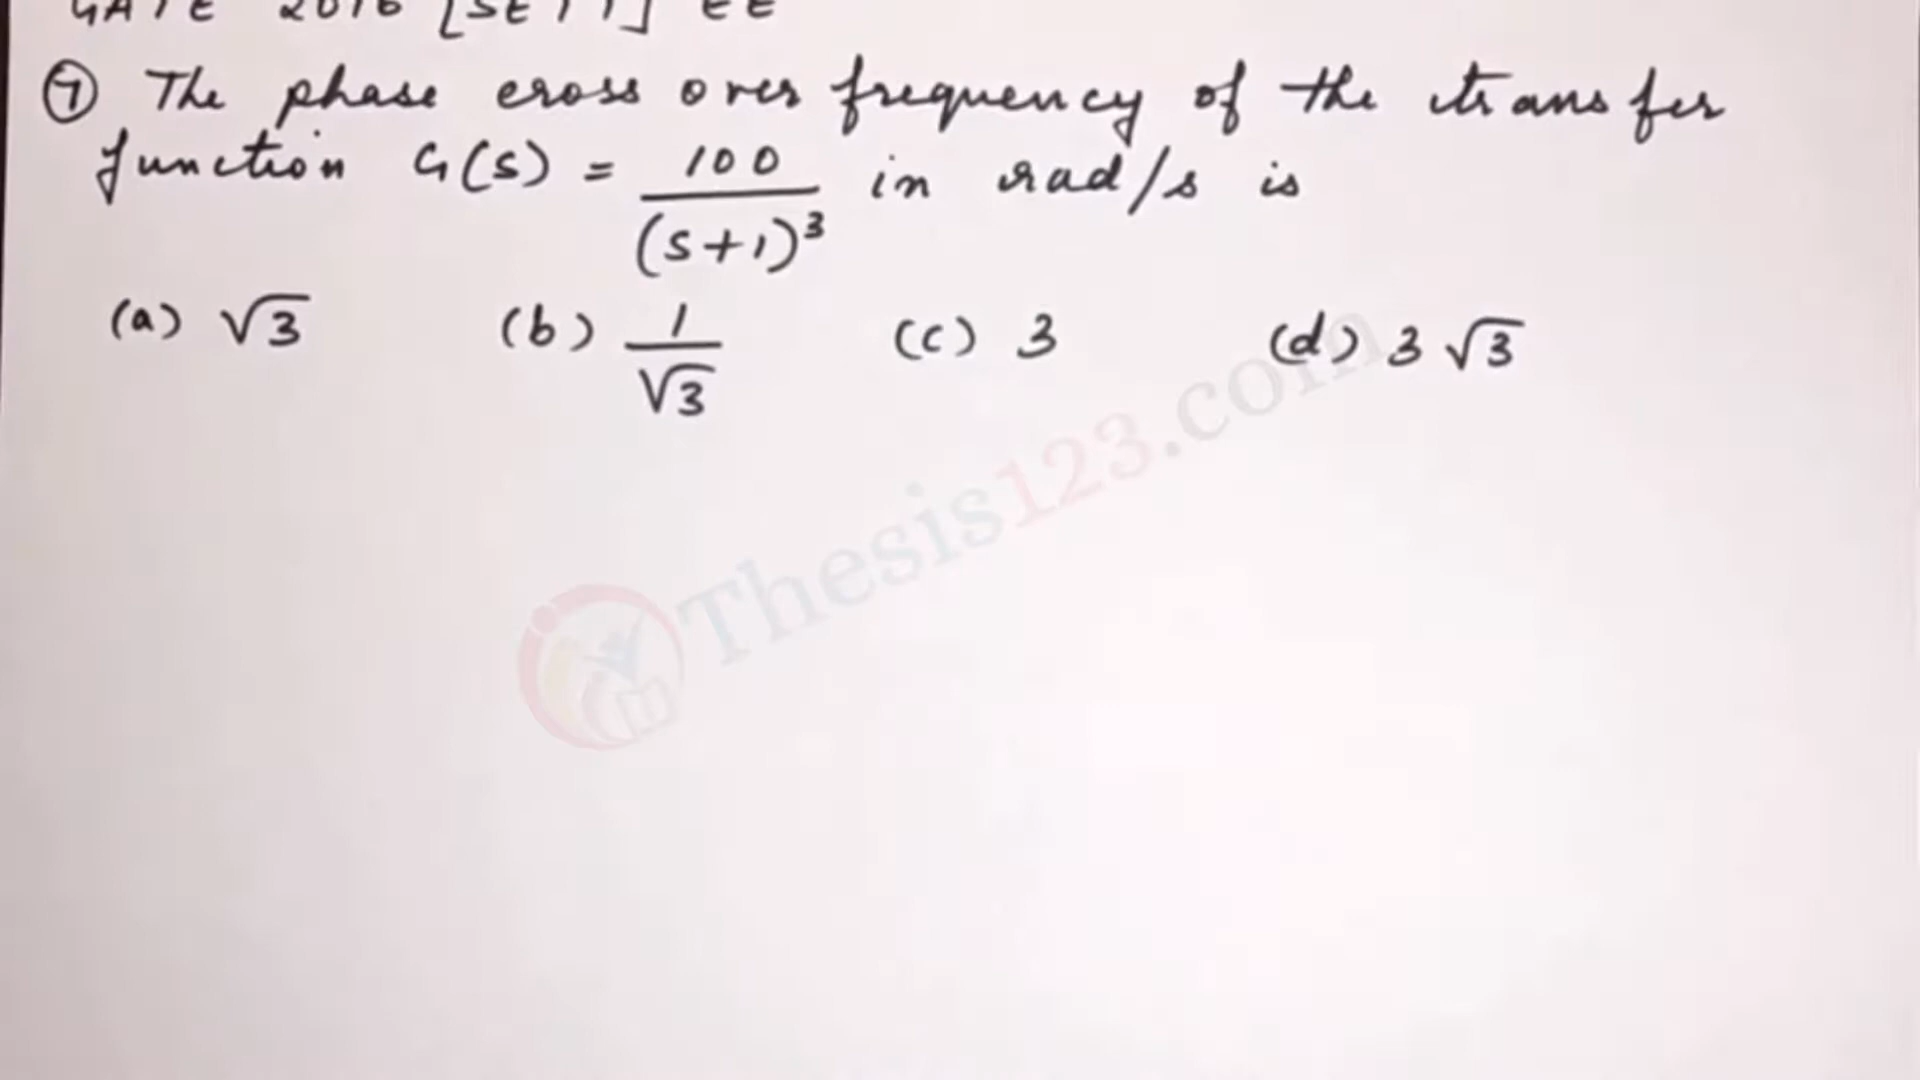 GATE 2016 [SET 1] EE
⑦ The phase cross over frequency of the transfer
function G(s) = 100 / (s+1)³ in rad/s is
(a) √3 (b) 1/√3 (c) 3 (d) 3√3
Thesis123.com